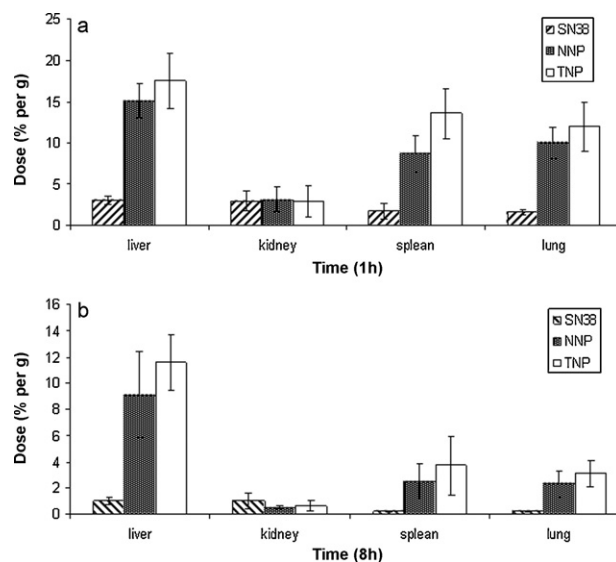 a
SN38
NNP
TNP
Dose (% per g)
25
20
15
10
5
0
liver kidney splean lung
Time (1h)
b
SN38
NNP
TNP
Dose (% per g)
16
14
12
10
8
6
4
2
0
liver kidney splean lung
Time (8h)